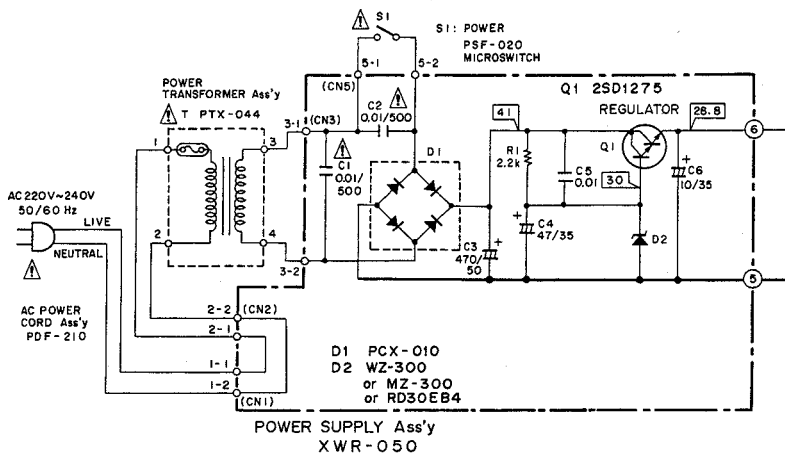 S1
S1: POWER
PSF-020
MICROSWITCH
5-1
5-2
(CN5)
POWER
TRANSFORMER Ass'y
T PTX-044
3-1
(CN3)
C2
0.01/500
Q1 2SD1275
REGULATOR
41
28.8
6
1
3
C1
0.01/
500
D1
R1
2.2k
C5
0.01
Q1
30
+
C6
10/35
AC 220V~240V
50/60 Hz
LIVE
NEUTRAL
2
4
3-2
C3
470/
50
+
+
C4
47/35
D2
5
AC POWER
CORD Ass'y
PDF-210
2-2
(CN2)
2-1
1-1
1-2
(CN1)
D1 PCX-010
D2 WZ-300
or MZ-300
or RD30EB4
POWER SUPPLY Ass'y
XWR-050